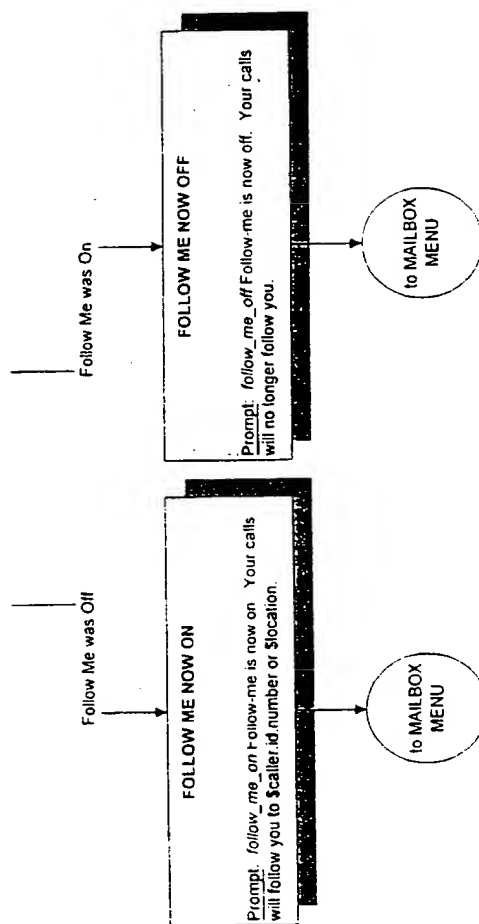 Follow Me was Off
FOLLOW ME NOW ON
Prompt: follow_me_on Follow-me is now on Your calls
will follow you to $caller.id.number or $location.
to MAILBOX
MENU
Follow Me was On
FOLLOW ME NOW OFF
Prompt: follow_me_off Follow-me is now off. Your calls
will no longer follow you.
to MAILBOX
MENU